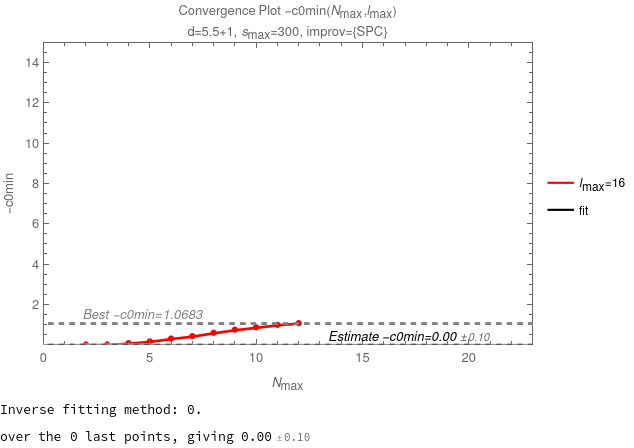 Convergence Plot −c0min(Nmax,lmax)
d=5.5+1, smax=300, improv={SPC}
14
12
10
8
6
4
2
−c0min
Best −c0min=1.0683
Estimate −c0min=0.00 ±0.10
0
5
10
15
20
Nmax
lmax=16
fit
Inverse fitting method: 0.
over the 0 last points, giving 0.00 ±0.10